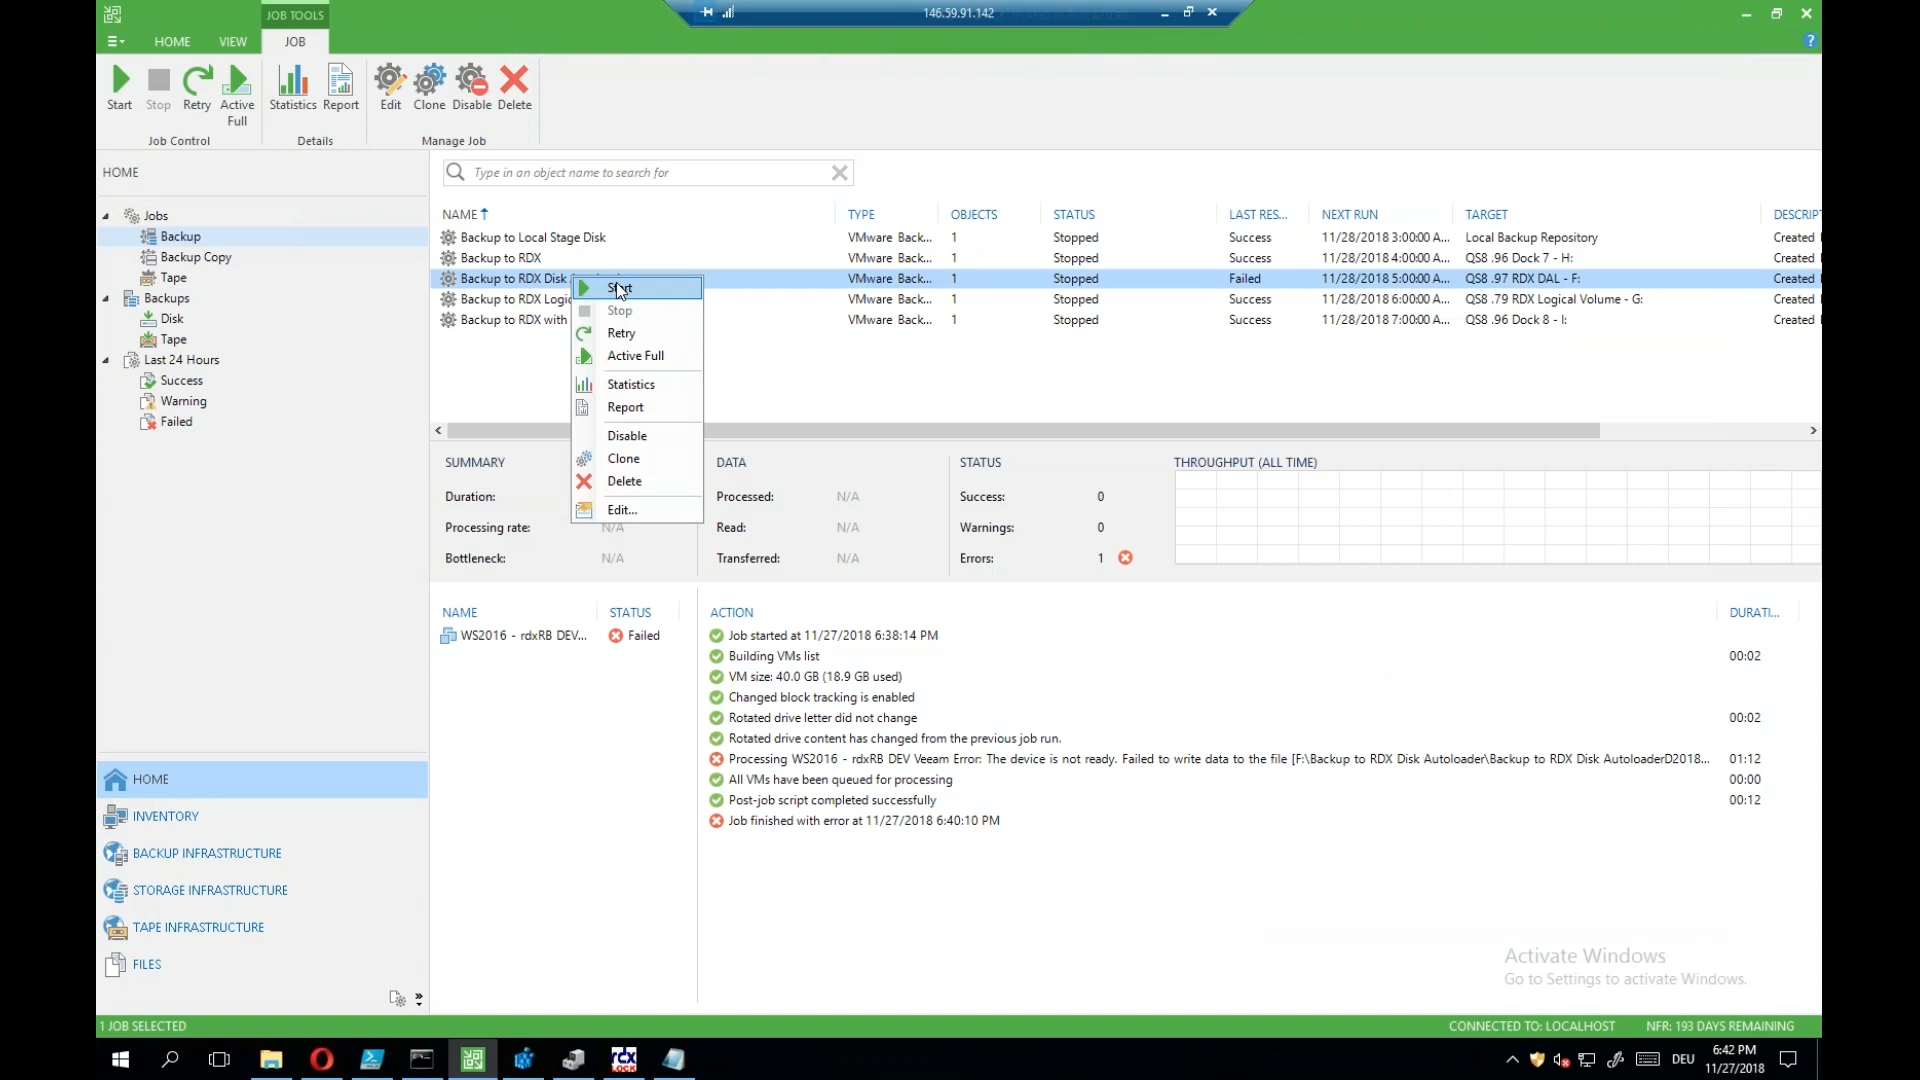 JOB TOOLS
146.59.91.142
HOME VIEW JOB
Start Stop Retry Active Full Statistics Report Edit Clone Disable Delete
Job Control Details Manage Job
HOME
Type in an object name to search for
Jobs
Backup
Backup Copy
Tape
Backups
Disk
Tape
Last 24 Hours
Success
Warning
Failed
NAME TYPE OBJECTS STATUS LAST RES... NEXT RUN TARGET DESCRIPT
Backup to Local Stage Disk VMware Back... 1 Stopped Success 11/28/2018 3:00:00 A... Local Backup Repository Created
Backup to RDX VMware Back... 1 Stopped Success 11/28/2018 4:00:00 A... QS8 .96 Dock 7 - H: Created
Backup to RDX Disk VMware Back... 1 Stopped Failed 11/28/2018 5:00:00 A... QS8 .97 RDX DAL - F: Created
Backup to RDX Logic VMware Back... 1 Stopped Success 11/28/2018 6:00:00 A... QS8 .79 RDX Logical Volume - G: Created
Backup to RDX with VMware Back... 1 Stopped Success 11/28/2018 7:00:00 A... QS8 .96 Dock 8 - I: Created
Start
Stop
Retry
Active Full
Statistics
Report
Disable
Clone
Delete
Edit...
SUMMARY DATA STATUS THROUGHPUT (ALL TIME)
Duration: Processed: N/A Success: 0
Processing rate: N/A Read: N/A Warnings: 0
Bottleneck: N/A Transferred: N/A Errors: 1
NAME STATUS ACTION DURATI...
WS2016 - rdxRB DEV... Failed
Job started at 11/27/2018 6:38:14 PM
Building VMs list 00:02
VM size: 40.0 GB (18.9 GB used)
Changed block tracking is enabled
Rotated drive letter did not change 00:02
Rotated drive content has changed from the previous job run.
Processing WS2016 - rdxRB DEV Veeam Error: The device is not ready. Failed to write data to the file [F:\Backup to RDX Disk Autoloader\Backup to RDX Disk AutoloaderD2018... 01:12
All VMs have been queued for processing 00:00
Post-job script completed successfully 00:12
Job finished with error at 11/27/2018 6:40:10 PM
HOME
INVENTORY
BACKUP INFRASTRUCTURE
STORAGE INFRASTRUCTURE
TAPE INFRASTRUCTURE
FILES
Activate Windows
Go to Settings to activate Windows.
1 JOB SELECTED CONNECTED TO: LOCALHOST NFR: 193 DAYS REMAINING
DEU
6:42 PM
11/27/2018